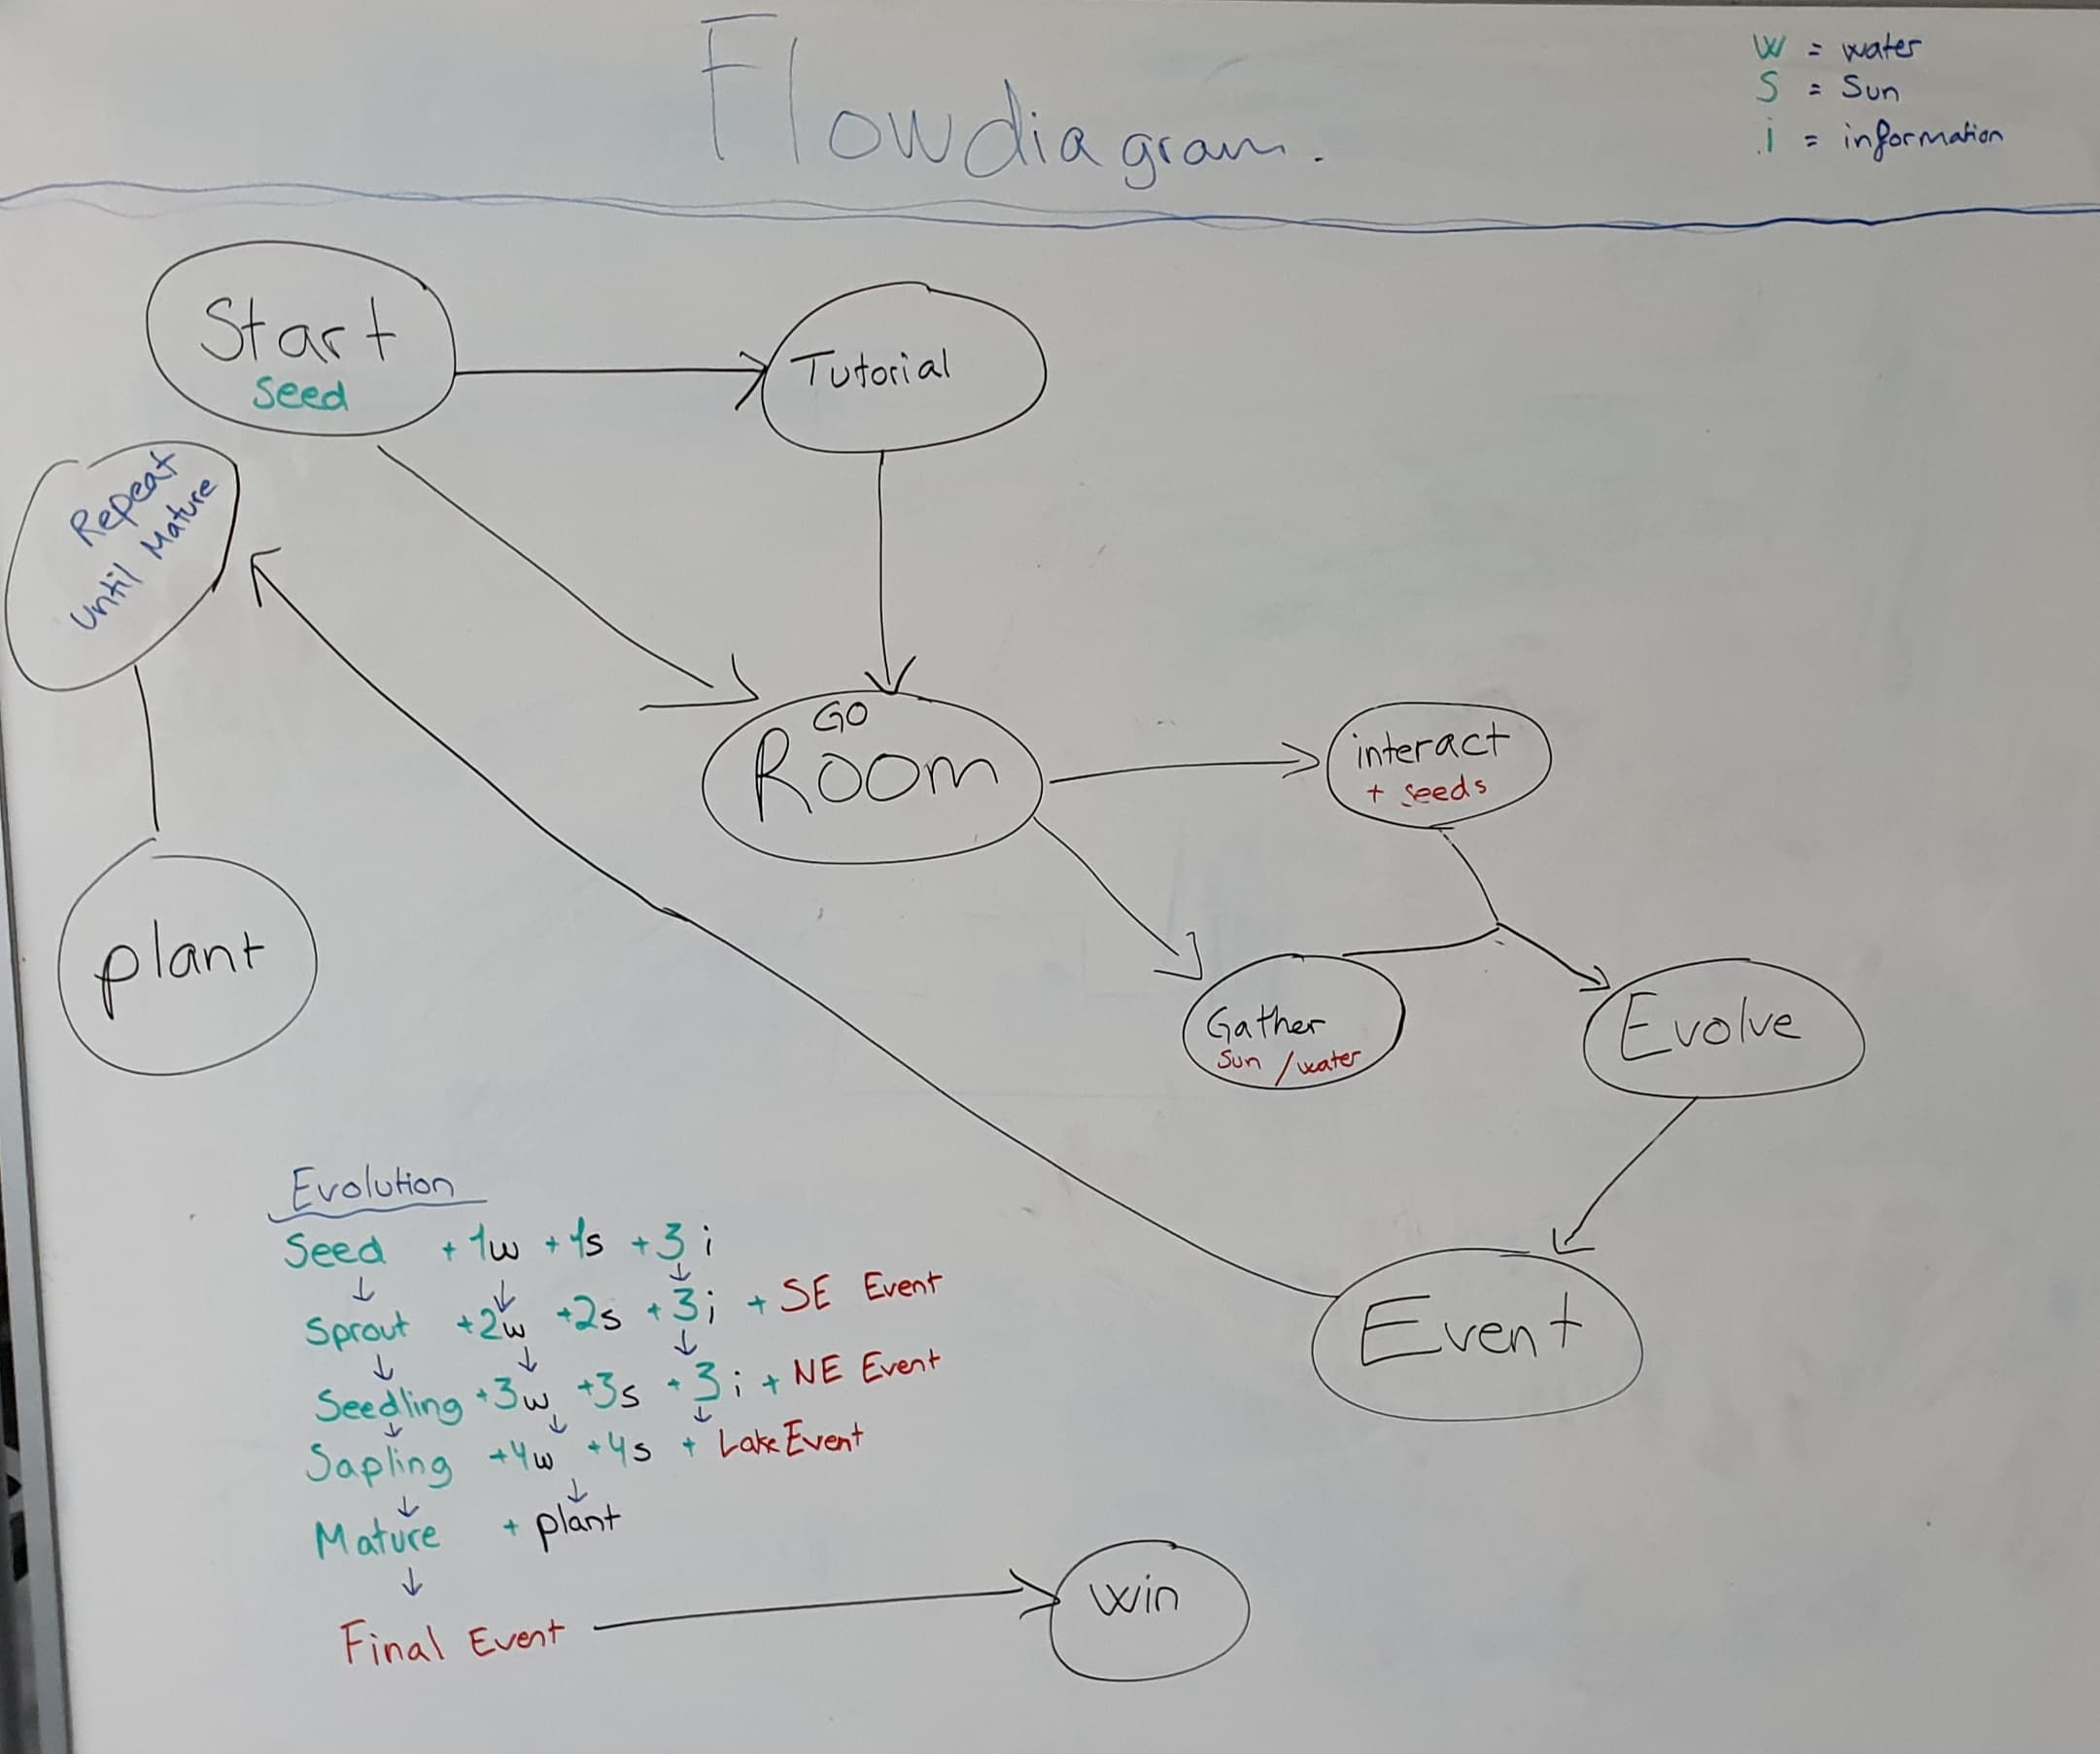 Flowdiagram.
W = water
S = Sun
i = information
Start
Seed
Tutorial
Repeat
Until Mature
GO
Room
interact
+ seeds
plant
Gather
Sun / water
Evolve
Event
Evolution
Seed + 1w + 1s + 3 i
↓ ↓ ↓
Sprout +2w +2s + 3i + SE Event
↓ ↓ ↓
Seedling + 3w +3s + 3 i + NE Event
↓ ↓ ↓
Sapling +4w +4s + Lake Event
↓ ↓
Mature + plant
↓
Final Event
win